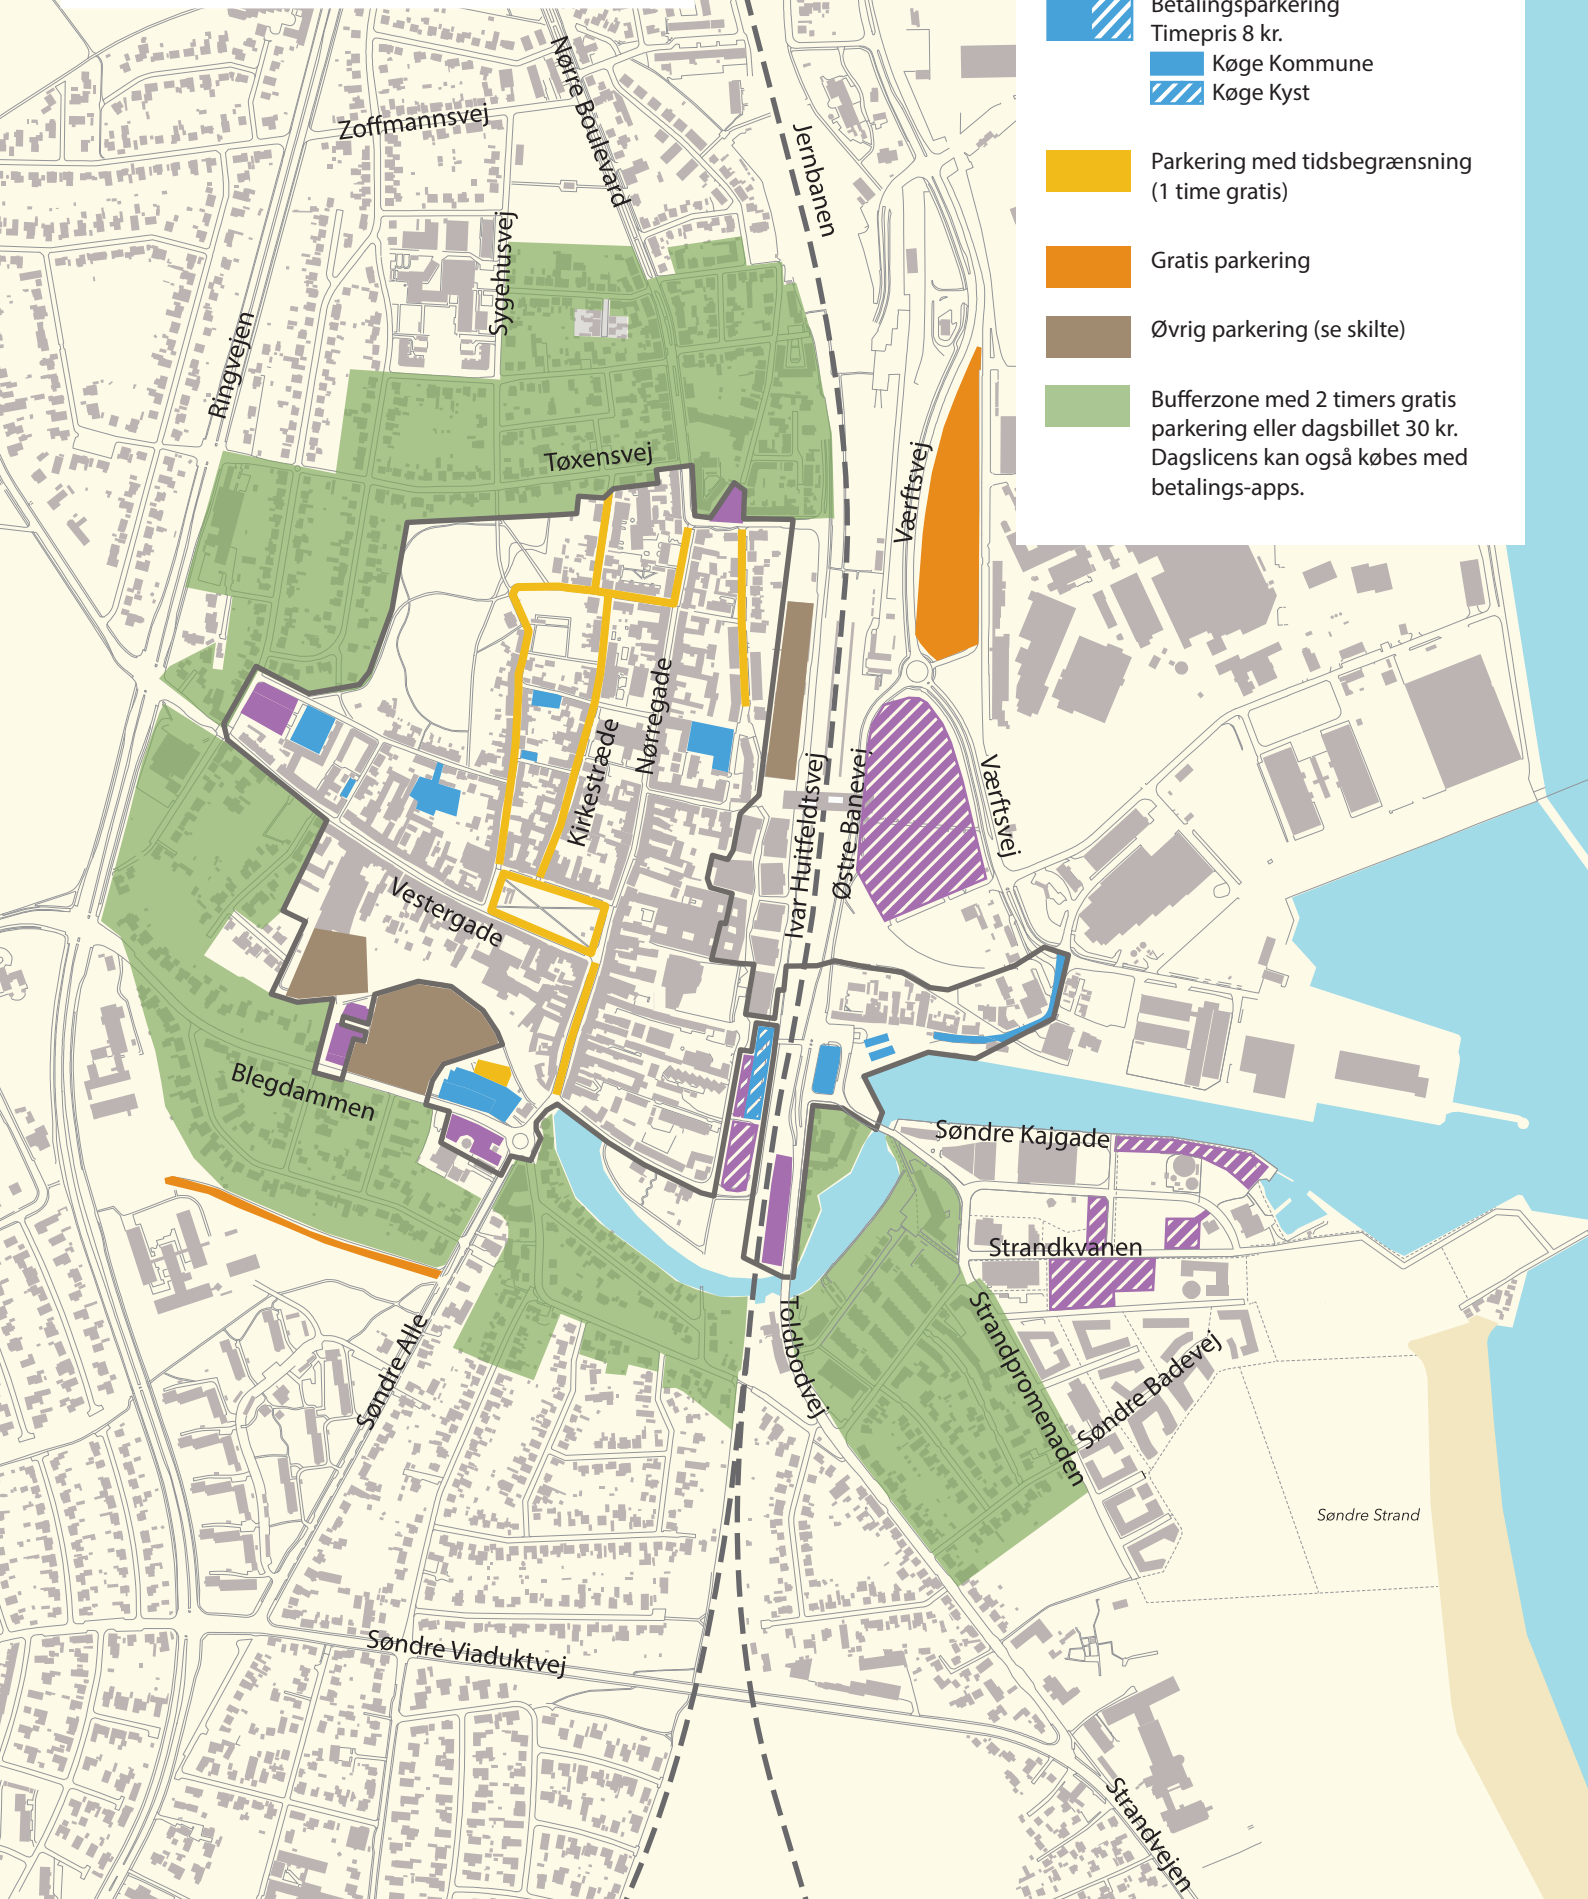 Betalingsparkering
Timepris 8 kr.
Køge Kommune
Køge Kyst
Parkering med tidsbegrænsning
(1 time gratis)
Gratis parkering
Øvrig parkering (se skilte)
Bufferzone med 2 timers gratis
parkering eller dagsbillet 30 kr.
Dagslicens kan også købes med
betalings-apps.
Nørre Boulevard
Zoffmannsvej
Jernbanen
Sygehusvej
Ringvejen
Tøxensvej
Værftsvej
Nørregade
Kirkestræde
Ivar Huitfeldtsvej
Østre Banevej
Værftsvej
Vestergade
Blegdammen
Søndre Kajgade
Strandkvanen
Søndre Alle
Toldbodvej
Strandpromenaden
Søndre Badevej
Søndre Strand
Søndre Viaduktvej
Strandvejen